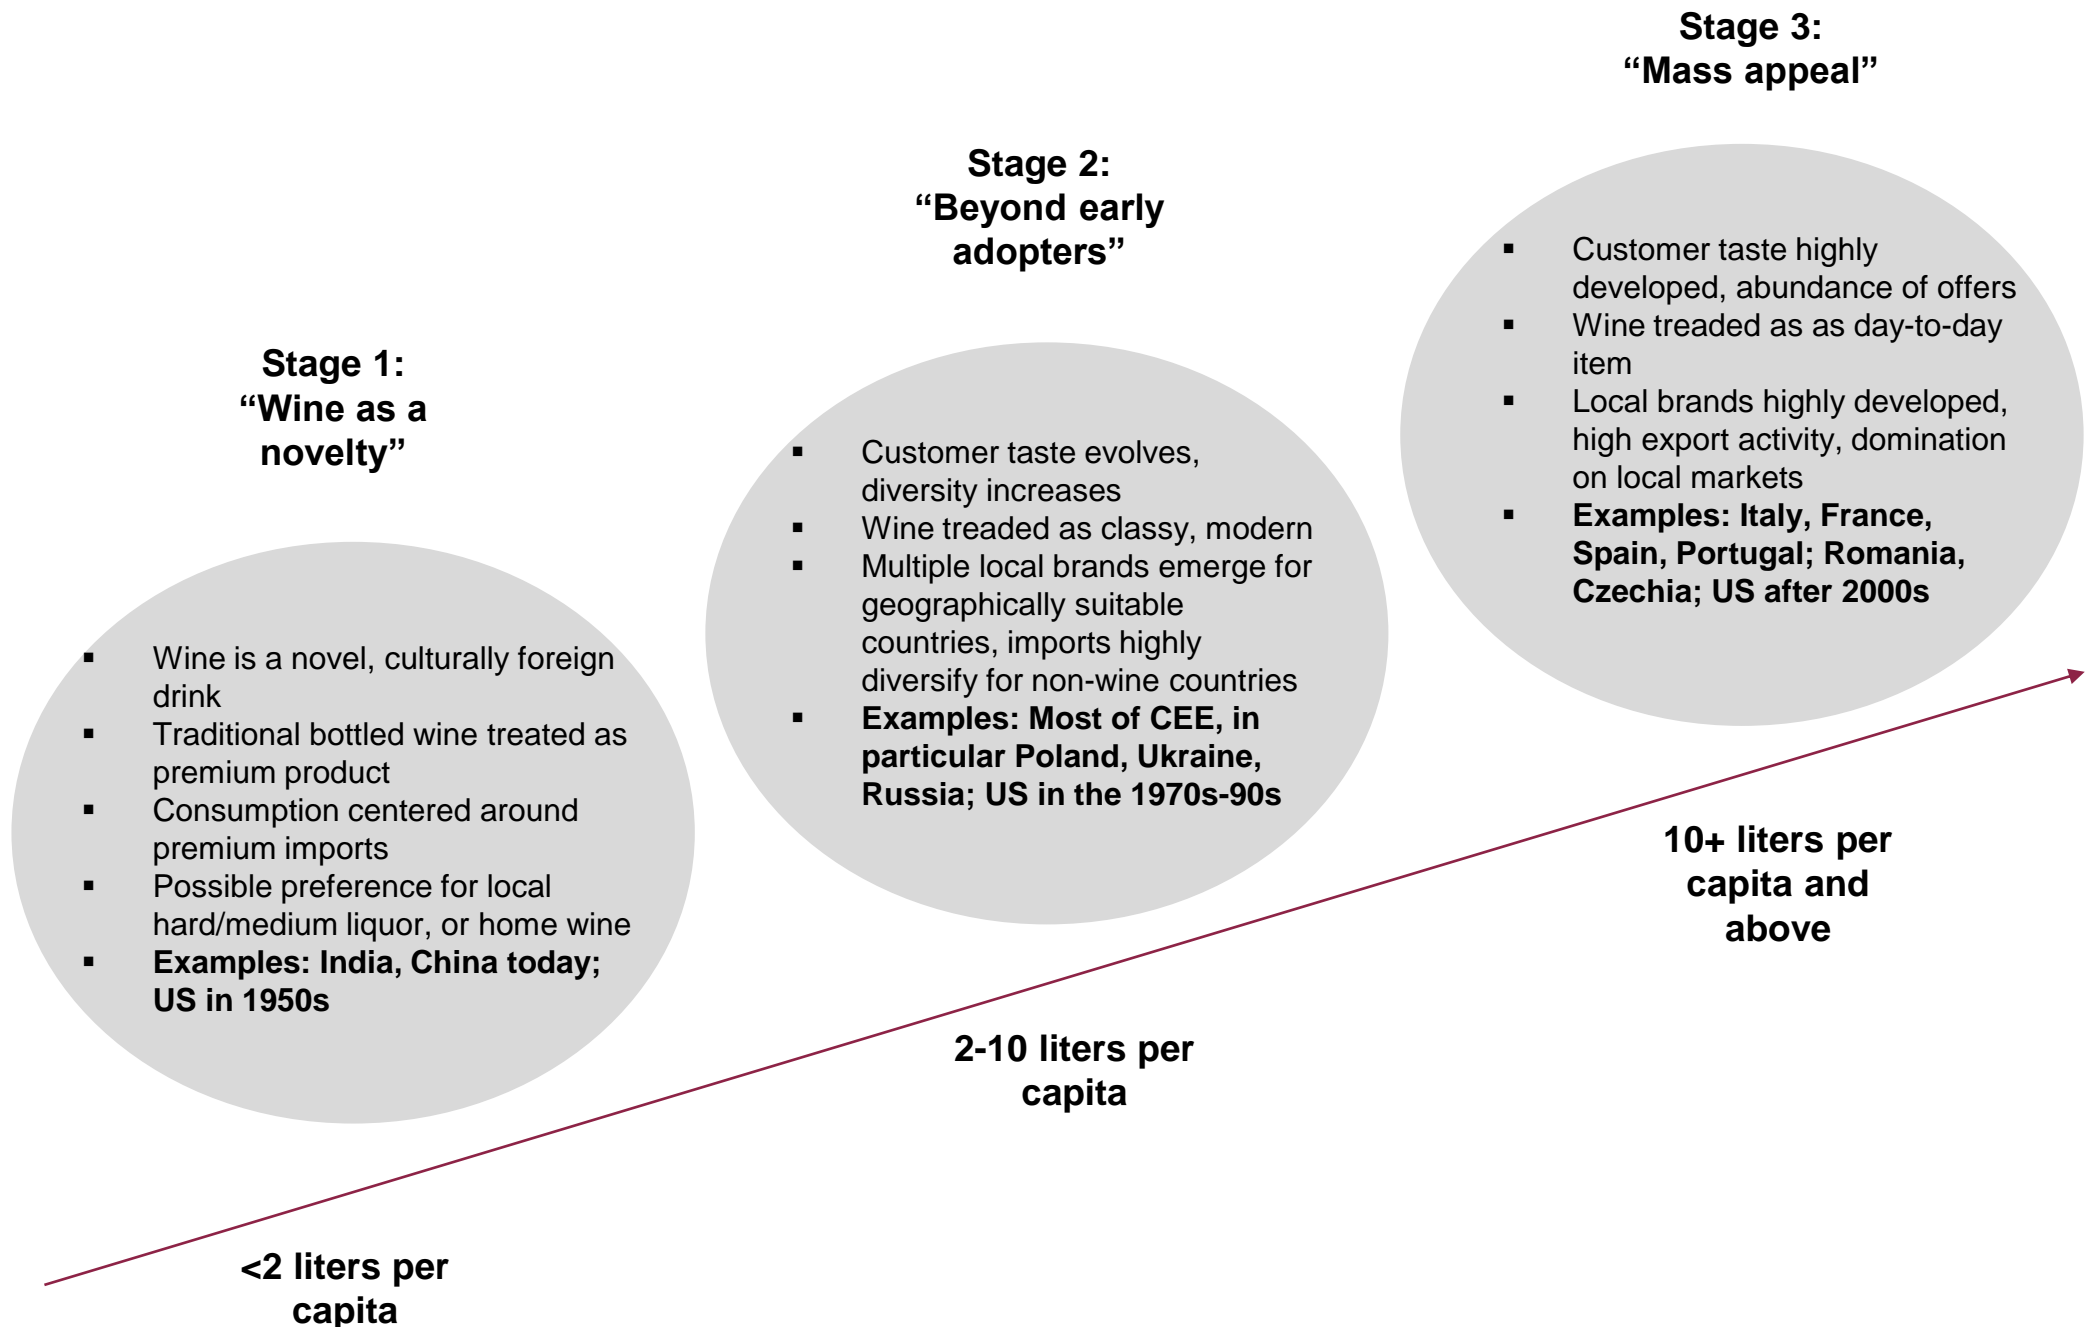 Stage 1:
“Wine as a
novelty”
▪ Wine is a novel, culturally foreign
drink
▪ Traditional bottled wine treated as
premium product
▪ Consumption centered around
premium imports
▪ Possible preference for local
hard/medium liquor, or home wine
▪ Examples: India, China today;
US in 1950s
<2 liters per
capita
Stage 2:
“Beyond early
adopters”
▪ Customer taste evolves,
diversity increases
▪ Wine treaded as classy, modern
▪ Multiple local brands emerge for
geographically suitable
countries, imports highly
diversify for non-wine countries
▪ Examples: Most of CEE, in
particular Poland, Ukraine,
Russia; US in the 1970s-90s
2-10 liters per
capita
Stage 3:
“Mass appeal”
▪ Customer taste highly
developed, abundance of offers
▪ Wine treaded as as day-to-day
item
▪ Local brands highly developed,
high export activity, domination
on local markets
▪ Examples: Italy, France,
Spain, Portugal; Romania,
Czechia; US after 2000s
10+ liters per
capita and
above